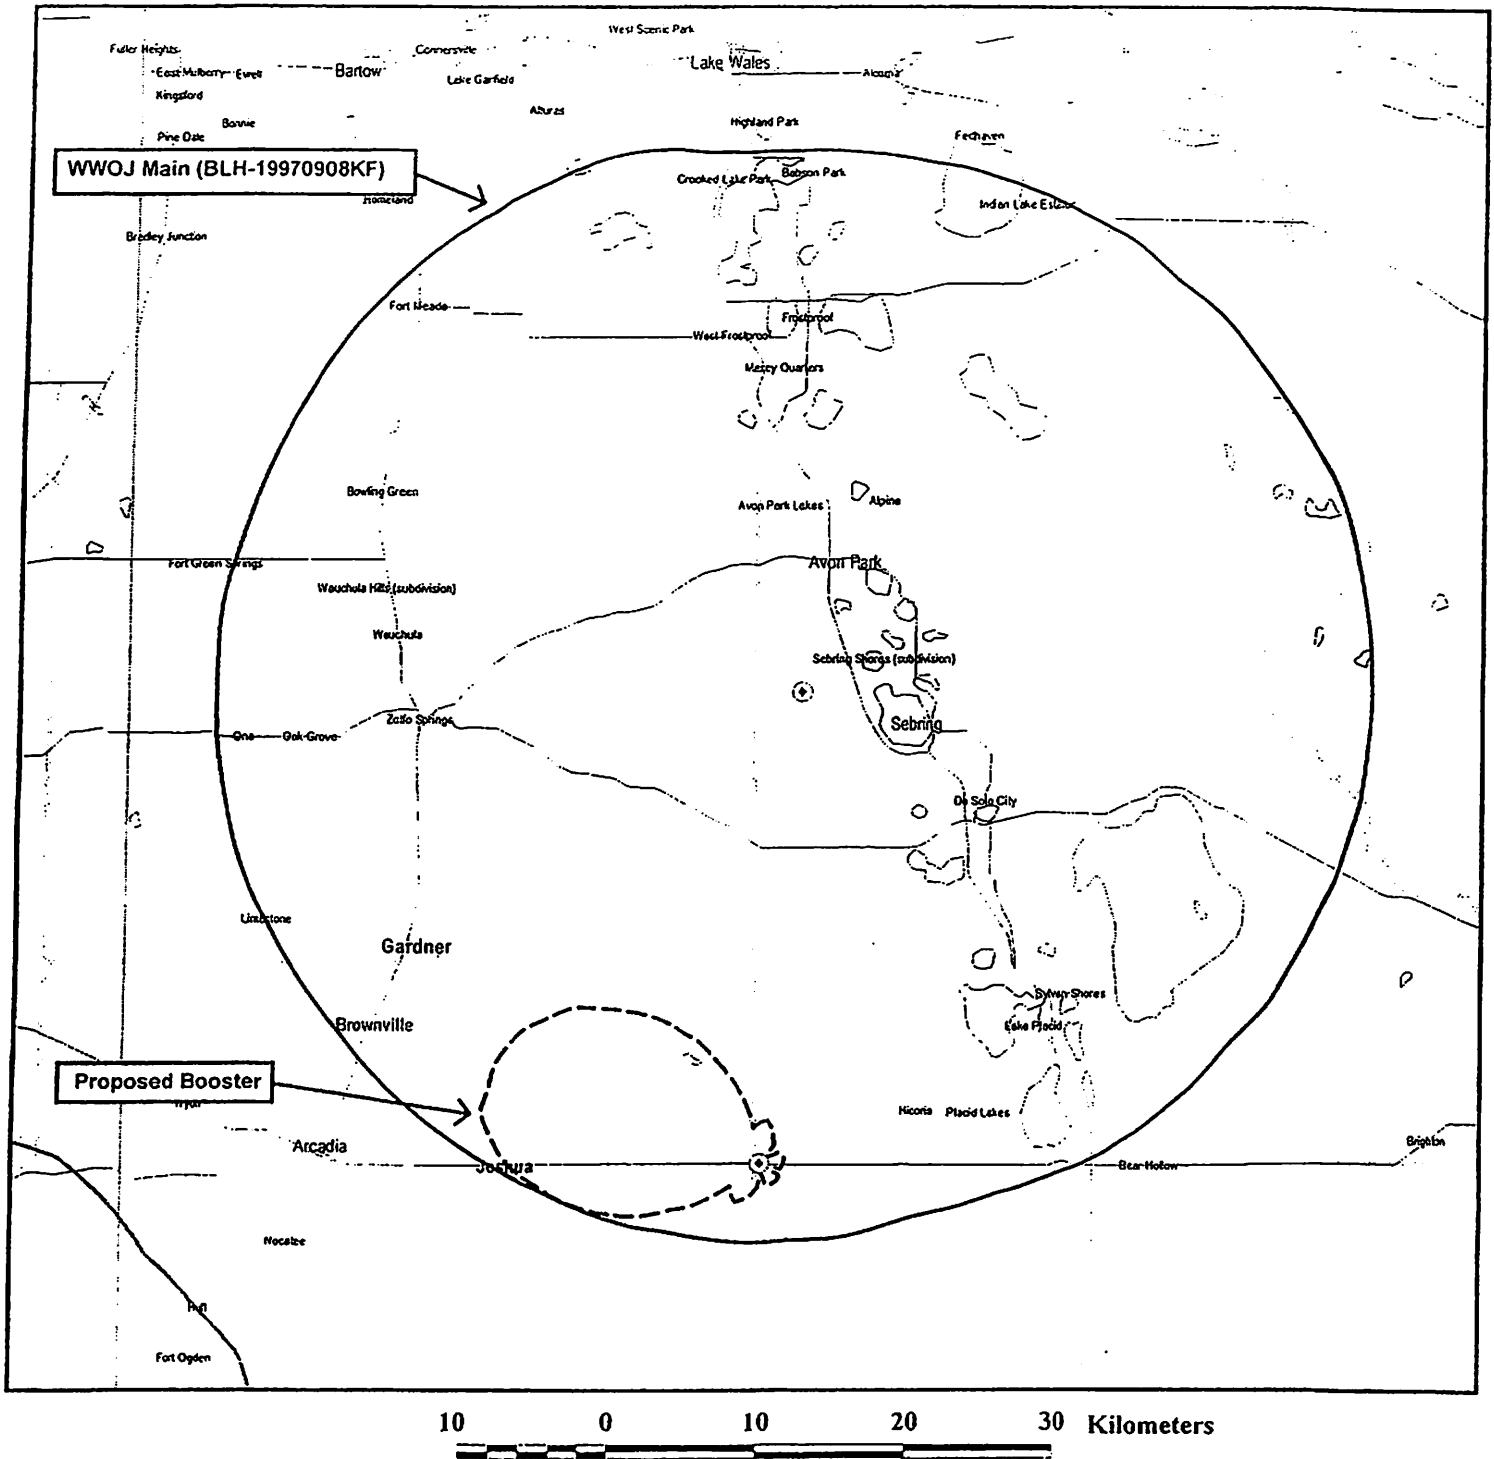 West Scenic Park
Fuller Heights
Connersville
East Mulberry
Ewell
Bartow
Lake Garfield
Lake Wales
Alcoma
Kingsford
Alturas
Bonnie
Highland Park
Pine Dale
Fedhaven
WWOJ Main (BLH-19970908KF)
Crooked Lake Park
Babson Park
Homeland
Indian Lake Estates
Bradley Junction
Fort Meade
Frostproof
West Frostproof
Bowling Green
Avon Park Lakes
Alpine
Fort Green Springs
Avon Park
Wauchula Hills (subdivision)
Wauchula
Sebring Shores (subdivision)
Zolfo Springs
Sebring
Ona
Oak Grove
De Soto City
Limestone
Gardner
Sylvan Shores
Brownville
Lake Placid
Proposed Booster
Hicoria
Placid Lakes
Arcadia
Brighton
Joshua
Bear Hollow
Nocatee
Hull
Fort Ogden
10 0 10 20 30 Kilometers